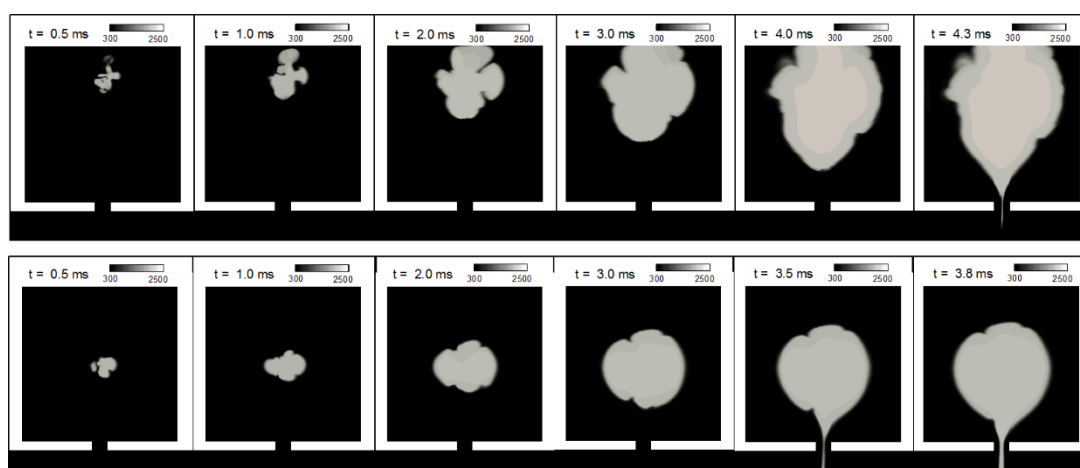 t = 0.5 ms 300 2500
t = 1.0 ms 300 2500
t = 2.0 ms 300 2500
t = 3.0 ms 300 2500
t = 4.0 ms 300 2500
t = 4.3 ms 300 2500
t = 0.5 ms 300 2500
t = 1.0 ms 300 2500
t = 2.0 ms 300 2500
t = 3.0 ms 300 2500
t = 3.5 ms 300 2500
t = 3.8 ms 300 2500